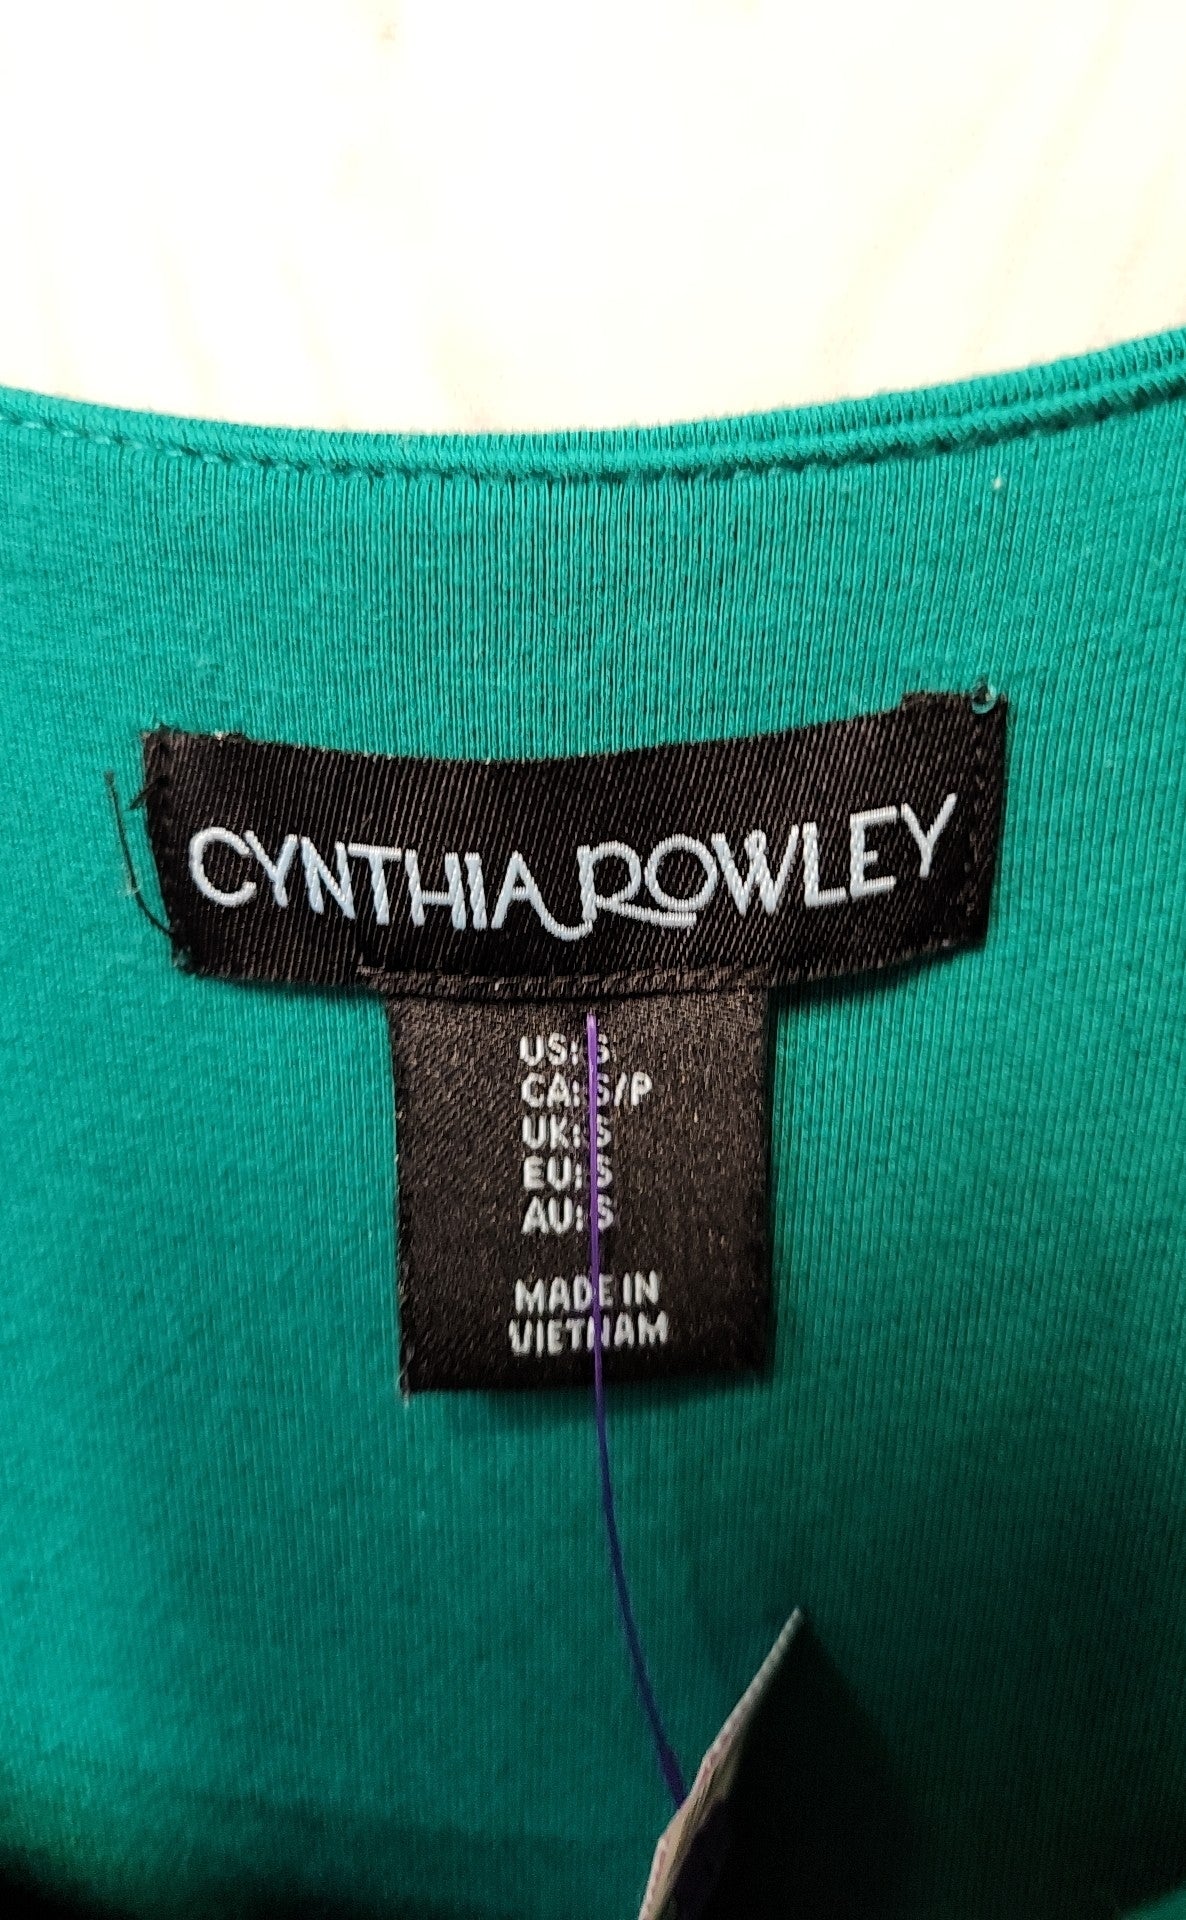 CYNTHIA ROWLEY
US: S
CA: S/P
UK: S
EU: S
AU: S
MADE IN
VIETNAM